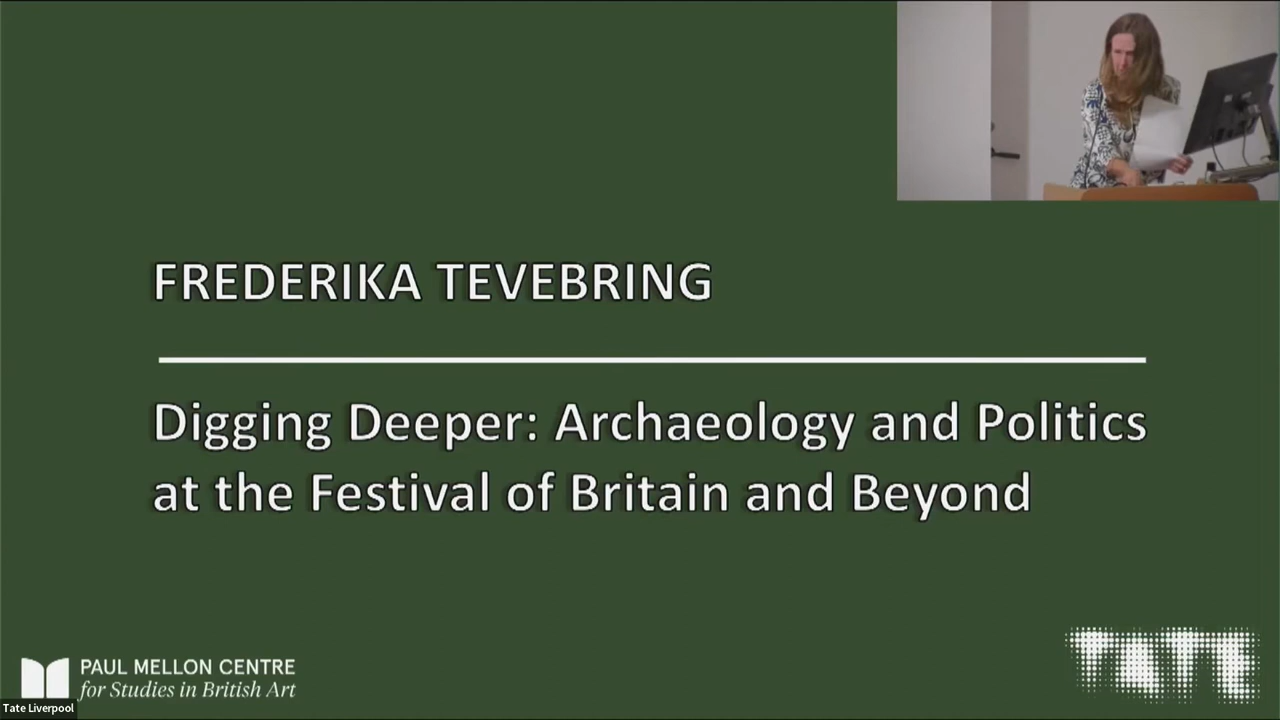 FREDERIKA TEVEBRING
Digging Deeper: Archaeology and Politics
at the Festival of Britain and Beyond
PAUL MELLON CENTRE
for Studies in British Art
TATE
Tate Liverpool